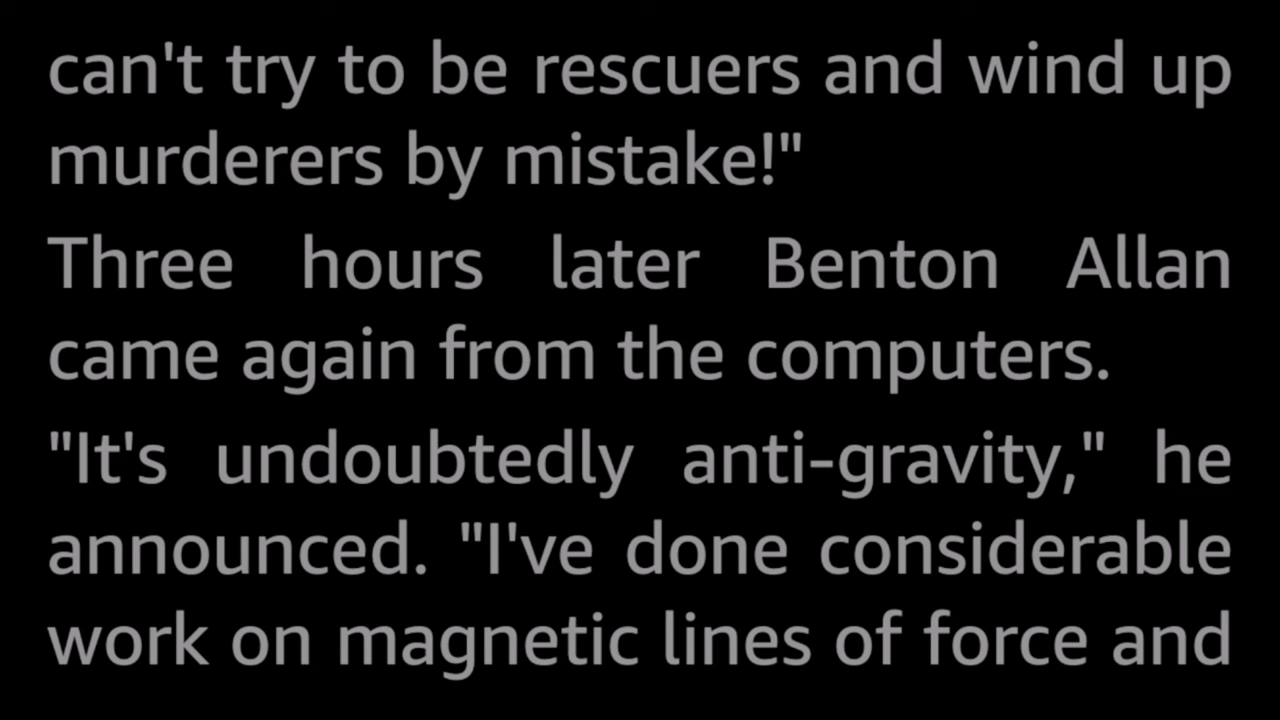 can't try to be rescuers and wind up
murderers by mistake!"
Three hours later Benton Allan
came again from the computers.
"It's undoubtedly anti-gravity," he
announced. "I've done considerable
work on magnetic lines of force and